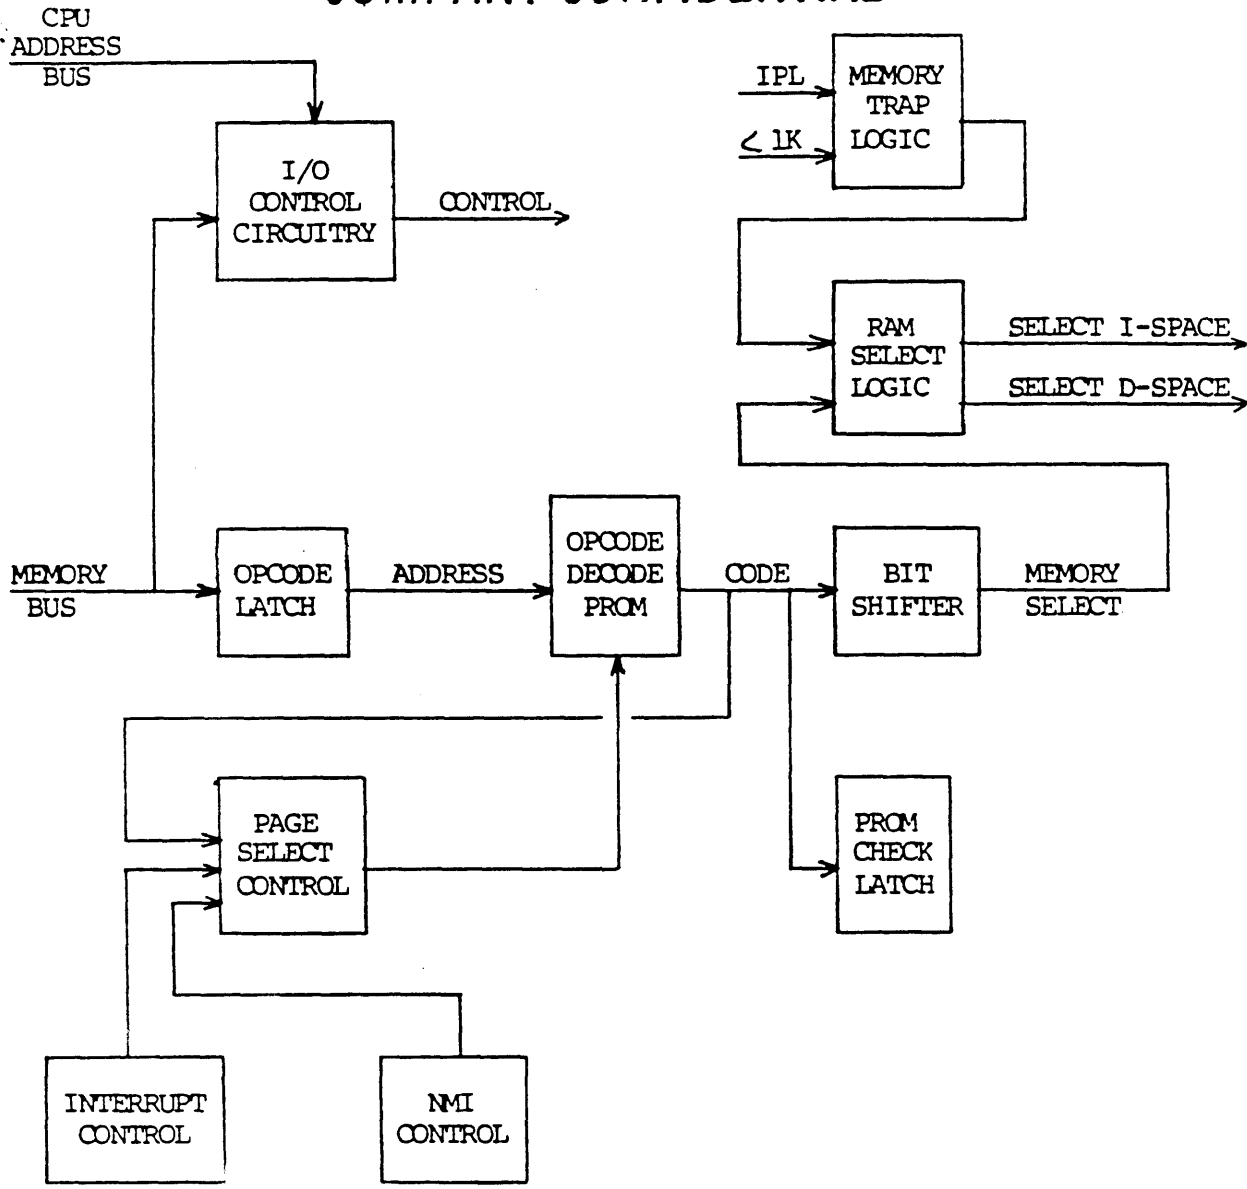 CPU
ADDRESS
BUS
IPL
< 1K
MEMORY
TRAP
LOGIC
I/O
CONTROL
CIRCUITRY
CONTROL
RAM
SELECT
LOGIC
SELECT I-SPACE
SELECT D-SPACE
MEMORY
BUS
OPCODE
LATCH
ADDRESS
OPCODE
DECODE
PROM
CODE
BIT
SHIFTER
MEMORY
SELECT
PAGE
SELECT
CONTROL
PROM
CHECK
LATCH
INTERRUPT
CONTROL
NMI
CONTROL